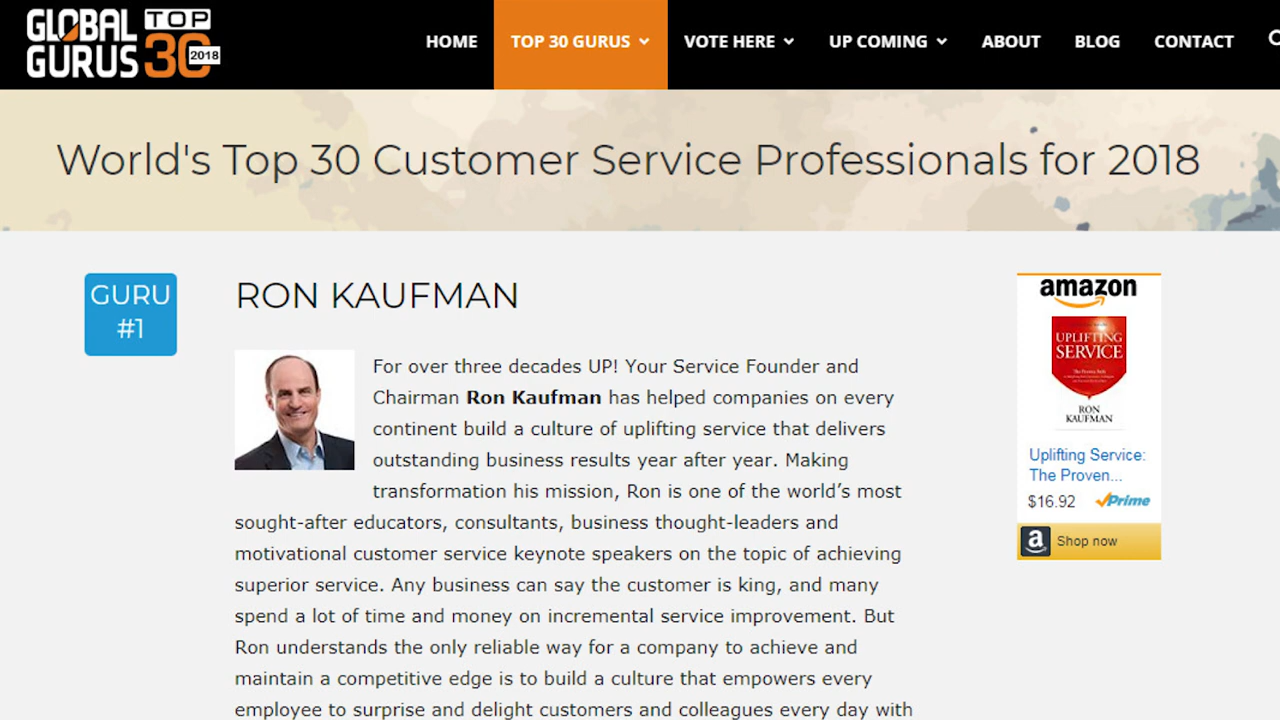 GLOBAL GURUS TOP 30 2018
HOME TOP 30 GURUS VOTE HERE UP COMING ABOUT BLOG CONTACT
World's Top 30 Customer Service Professionals for 2018
GURU
#1
RON KAUFMAN
For over three decades UP! Your Service Founder and
Chairman Ron Kaufman has helped companies on every
continent build a culture of uplifting service that delivers
outstanding business results year after year. Making
transformation his mission, Ron is one of the world’s most
sought-after educators, consultants, business thought-leaders and
motivational customer service keynote speakers on the topic of achieving
superior service. Any business can say the customer is king, and many
spend a lot of time and money on incremental service improvement. But
Ron understands the only reliable way for a company to achieve and
maintain a competitive edge is to build a culture that empowers every
employee to surprise and delight customers and colleagues every day with
amazon
UPLIFTING
SERVICE
RON
KAUFMAN
Uplifting Service:
The Proven...
$16.92 Prime
a Shop now